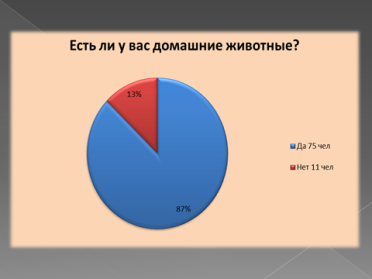 Есть ли у вас домашние животные?
13%
Да 75 чел
Нет 11 чел
87%